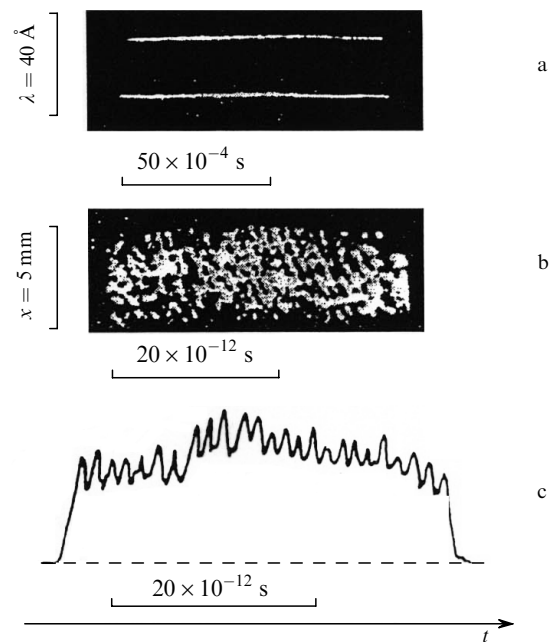 λ = 40 Å
a
50 × 10⁻⁴ s
x = 5 mm
b
20 × 10⁻¹² s
c
20 × 10⁻¹² s
t